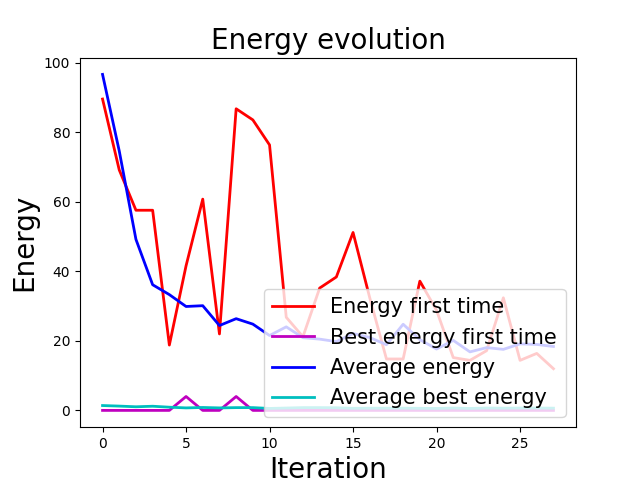 Energy evolution
100
80
60
40
20
0
Energy
Energy first time
Best energy first time
Average energy
Average best energy
0 5 10 15 20 25
Iteration